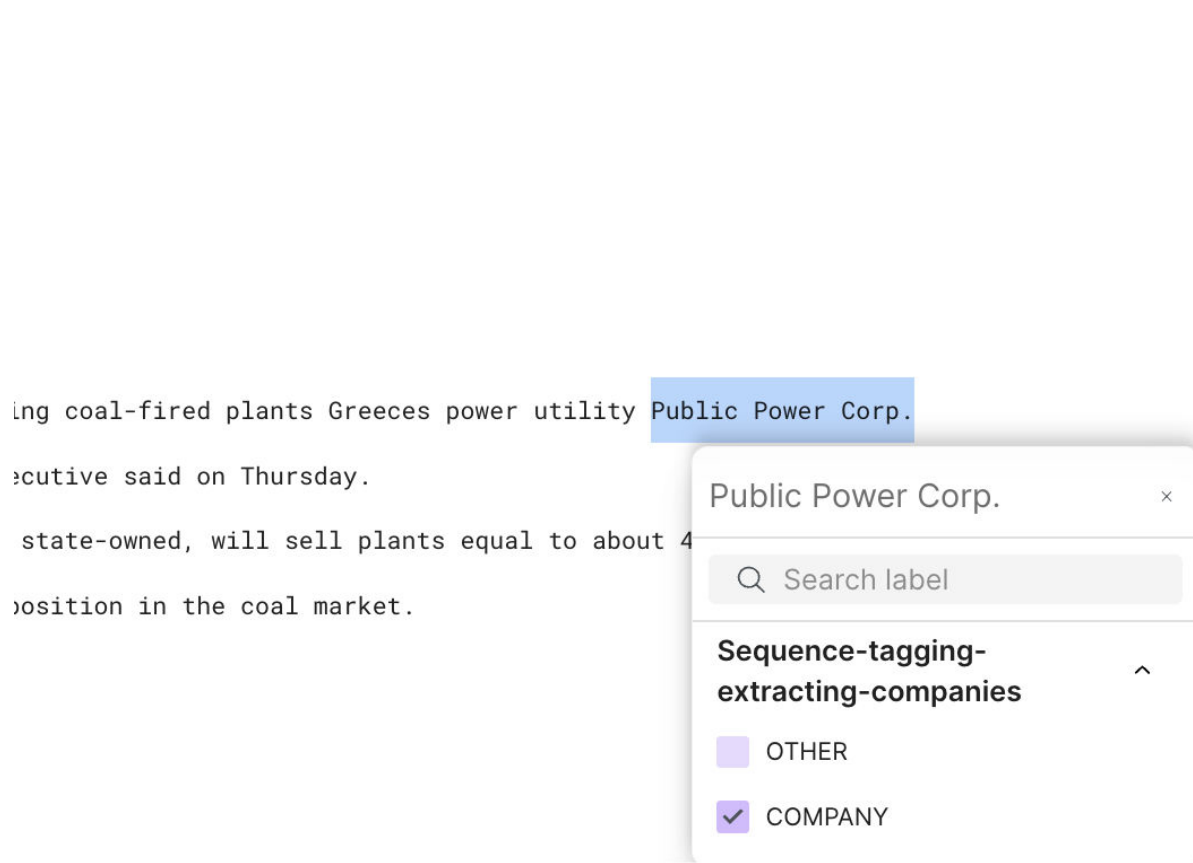 ing coal-fired plants Greeces power utility Public Power Corp.
ecutive said on Thursday.
state-owned, will sell plants equal to about 4
position in the coal market.
Public Power Corp.
Search label
Sequence-tagging-
extracting-companies
OTHER
COMPANY